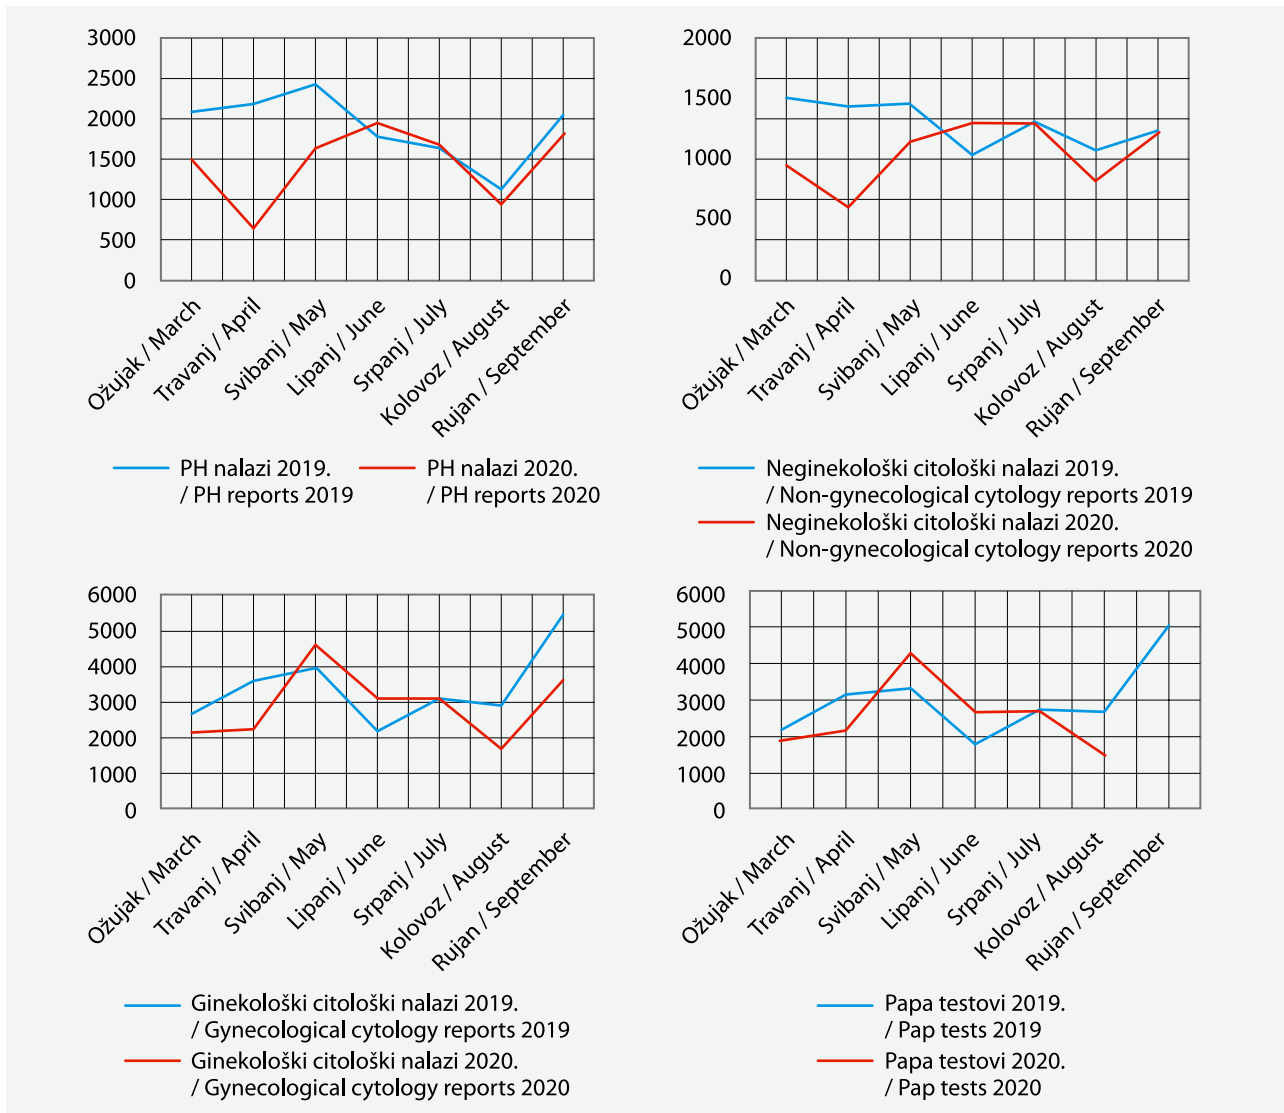 3000
2500
2000
1500
1000
500
0
Ožujak / March
Travanj / April
Svibanj / May
Lipanj / June
Srpanj / July
Kolovoz / August
Rujan / September
PH nalazi 2019.
/ PH reports 2019
PH nalazi 2020.
/ PH reports 2020
2000
1500
1000
500
0
Ožujak / March
Travanj / April
Svibanj / May
Lipanj / June
Srpanj / July
Kolovoz / August
Rujan / September
Neginekološki citološki nalazi 2019.
/ Non-gynecological cytology reports 2019
Neginekološki citološki nalazi 2020.
/ Non-gynecological cytology reports 2020
6000
5000
4000
3000
2000
1000
0
Ožujak / March
Travanj / April
Svibanj / May
Lipanj / June
Srpanj / July
Kolovoz / August
Rujan / September
Ginekološki citološki nalazi 2019.
/ Gynecological cytology reports 2019
Ginekološki citološki nalazi 2020.
/ Gynecological cytology reports 2020
6000
5000
4000
3000
2000
1000
0
Ožujak / March
Travanj / April
Svibanj / May
Lipanj / June
Srpanj / July
Kolovoz / August
Rujan / September
Papa testovi 2019.
/ Pap tests 2019
Papa testovi 2020.
/ Pap tests 2020